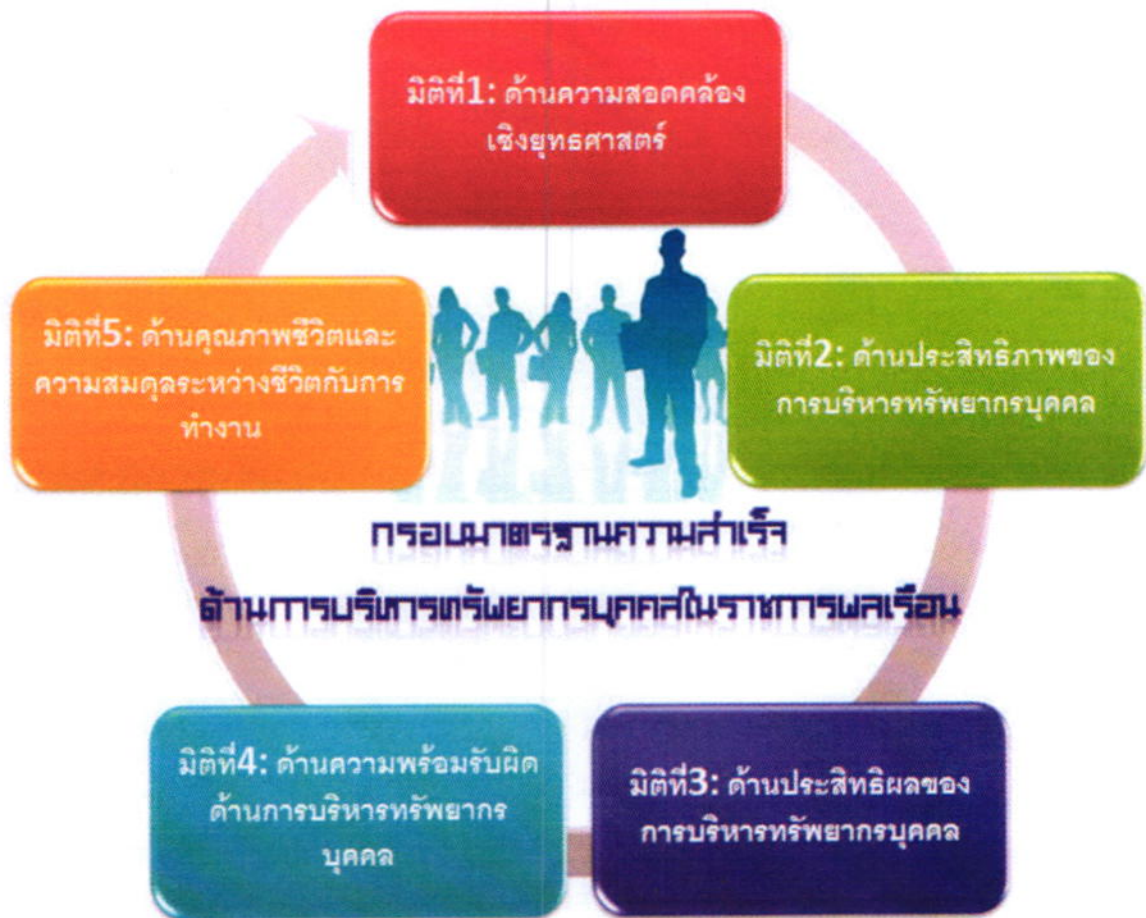 มิติที่1: ด้านความสอดคล้อง
เชิงยุทธศาสตร์
มิติที่2: ด้านประสิทธิภาพของ
การบริหารทรัพยากรบุคคล
มิติที่3: ด้านประสิทธิผลของ
การบริหารทรัพยากรบุคคล
มิติที่4: ด้านความพร้อมรับผิด
ด้านการบริหารทรัพยากร
บุคคล
มิติที่5: ด้านคุณภาพชีวิตและ
ความสมดุลระหว่างชีวิตกับการ
ทำงาน
กรอบมาตรฐานความสำเร็จ
ด้านการบริหารทรัพยากรบุคคลในราชการพลเรือน